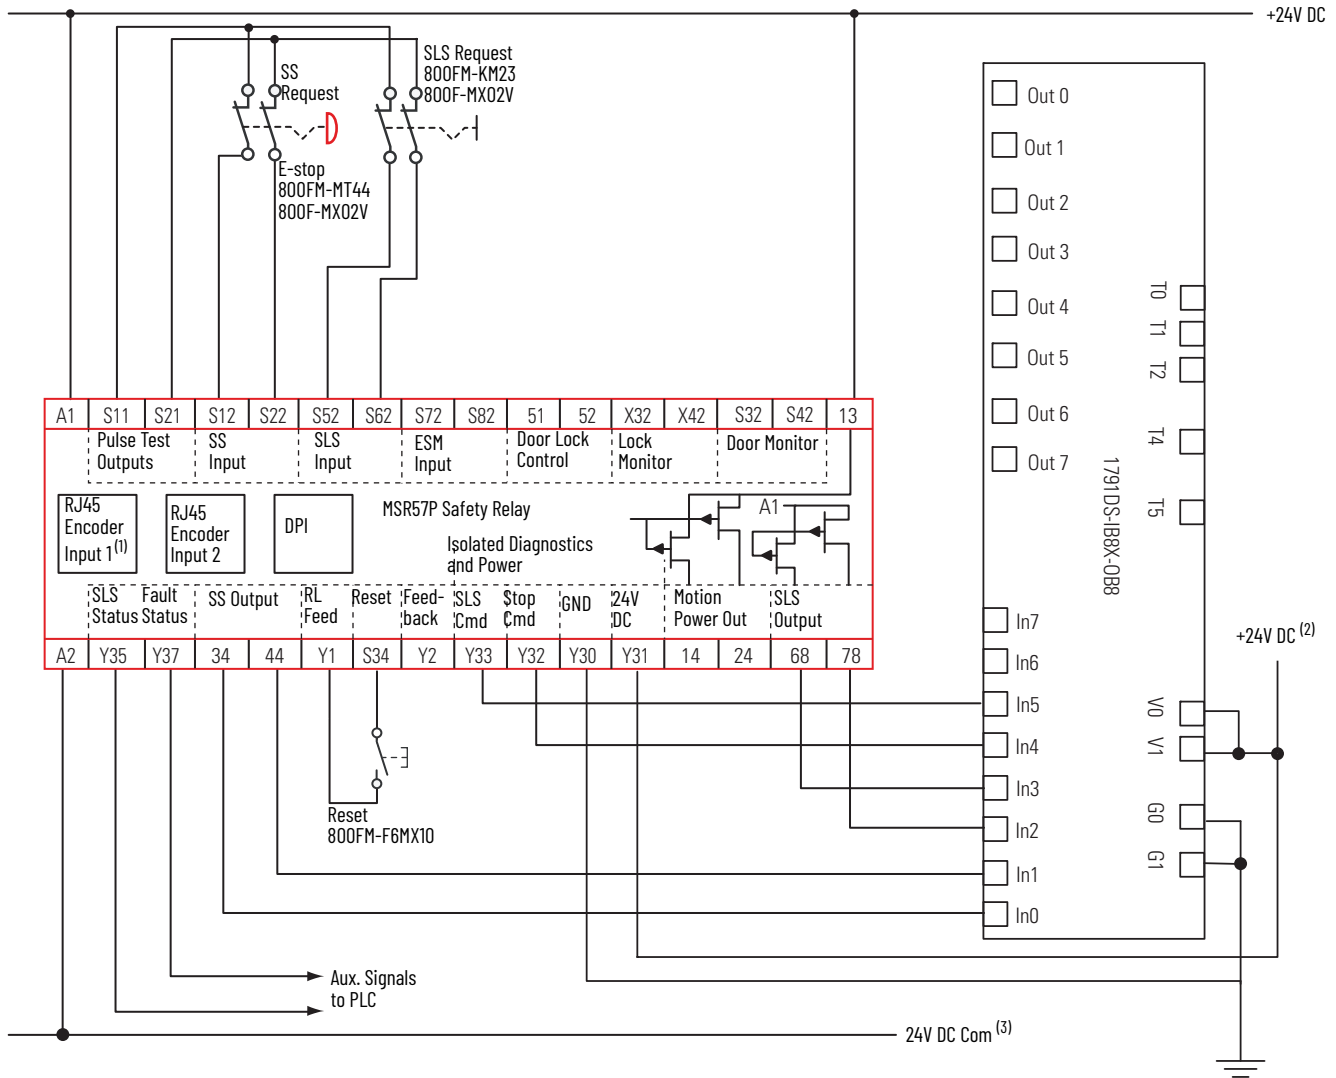 +24V DC
SLS Request
800FM-KM23
800F-MX02V
SS
Request
E-stop
800FM-MT44
800F-MX02V
Out 0
Out 1
Out 2
Out 3
Out 4
Out 5
Out 6
Out 7
T0
T1
T2
T4
T5
1791DS-IB8X-OB8
A1 S11 S21 S12 S22 S52 S62 S72 S82 51 52 X32 X42 S32 S42 13
Pulse Test
Outputs
SS
Input
SLS
Input
ESM
Input
Door Lock
Control
Lock
Monitor
Door Monitor
RJ45
Encoder
Input 1(1)
RJ45
Encoder
Input 2
DPI
MSR57P Safety Relay
A1
Isolated Diagnostics
and Power
SLS
Status
Fault
Status
SS Output
RL
Feed
Reset
Feed-
back
SLS
Cmd
Stop
Cmd
GND
24V
DC
Motion
Power Out
SLS
Output
A2 Y35 Y37 34 44 Y1 S34 Y2 Y33 Y32 Y30 Y31 14 24 68 78
In7
In6
In5
In4
In3
In2
In1
In0
+24V DC (2)
V0
V1
G0
G1
Reset
800FM-F6MX10
Aux. Signals
to PLC
24V DC Com (3)